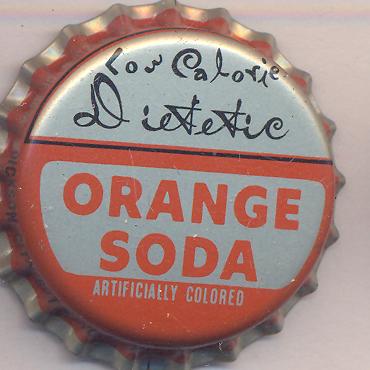 Low Calorie
Dietetic
ORANGE
SODA
ARTIFICIALLY COLORED